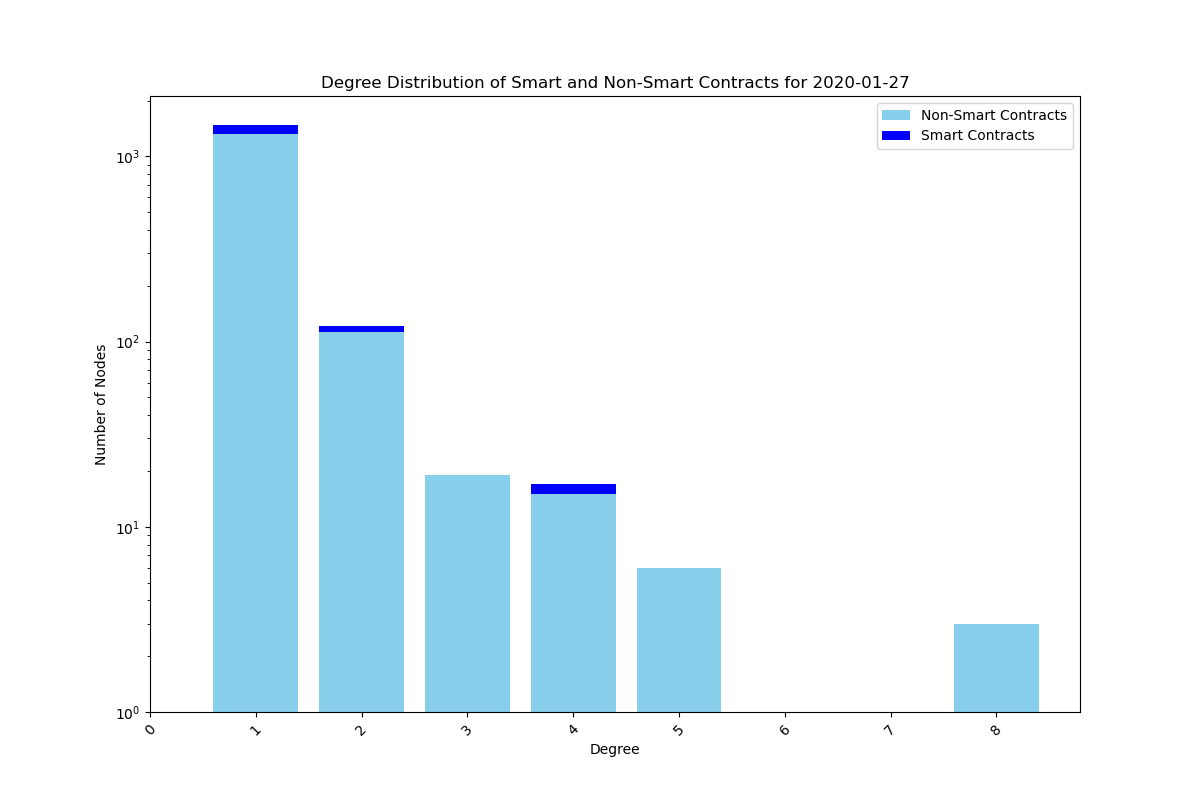 Degree Distribution of Smart and Non-Smart Contracts for 2020-01-27
Non-Smart Contracts
Smart Contracts
Number of Nodes
10³
10²
10¹
10⁰
0 1 2 3 4 5 6 7 8
Degree